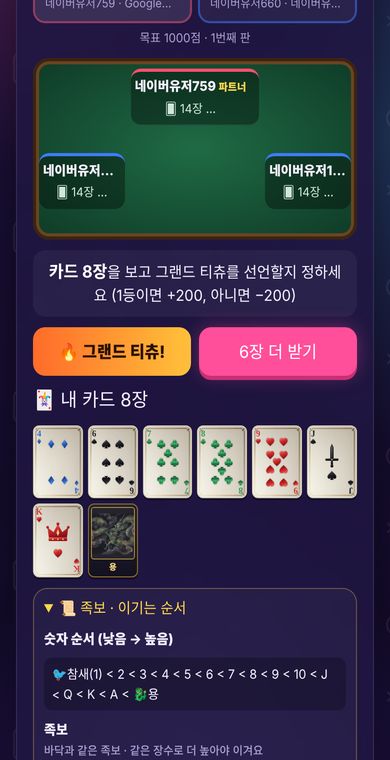 네이버유저759 · Google...
네이버유저660 · 네이버유...
목표 1000점 · 1번째 판
네이버유저759 파트너
14장 ...
네이버유저...
14장 ...
네이버유저1...
14장 ...
카드 8장을 보고 그랜드 티츄를 선언할지 정하세
요 (1등이면 +200, 아니면 −200)
🔥 그랜드 티츄!
6장 더 받기
🃏 내 카드 8장
4 6 7 8 9 J
K 용
▼ 📜 족보 · 이기는 순서
숫자 순서 (낮음 → 높음)
🐦참새(1) < 2 < 3 < 4 < 5 < 6 < 7 < 8 < 9 < 10 < J
< Q < K < A < 🐉용
족보
바닥과 같은 족보 · 같은 장수로 더 높아야 이겨요